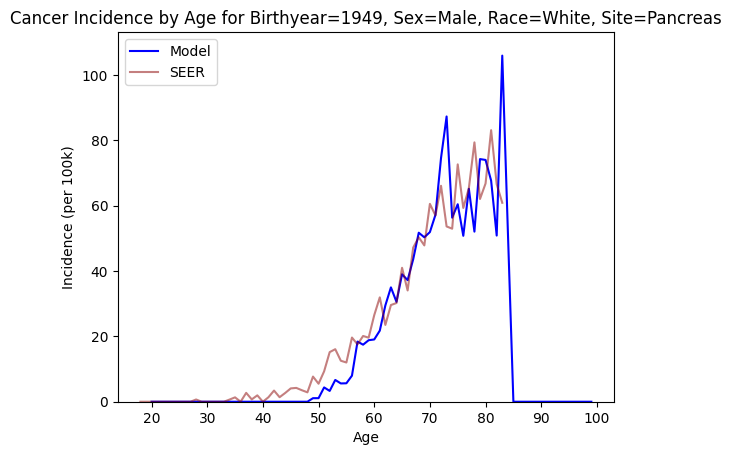 Cancer Incidence by Age for Birthyear=1949, Sex=Male, Race=White, Site=Pancreas
Model
SEER
Incidence (per 100k)
100
80
60
40
20
0
20 30 40 50 60 70 80 90 100
Age